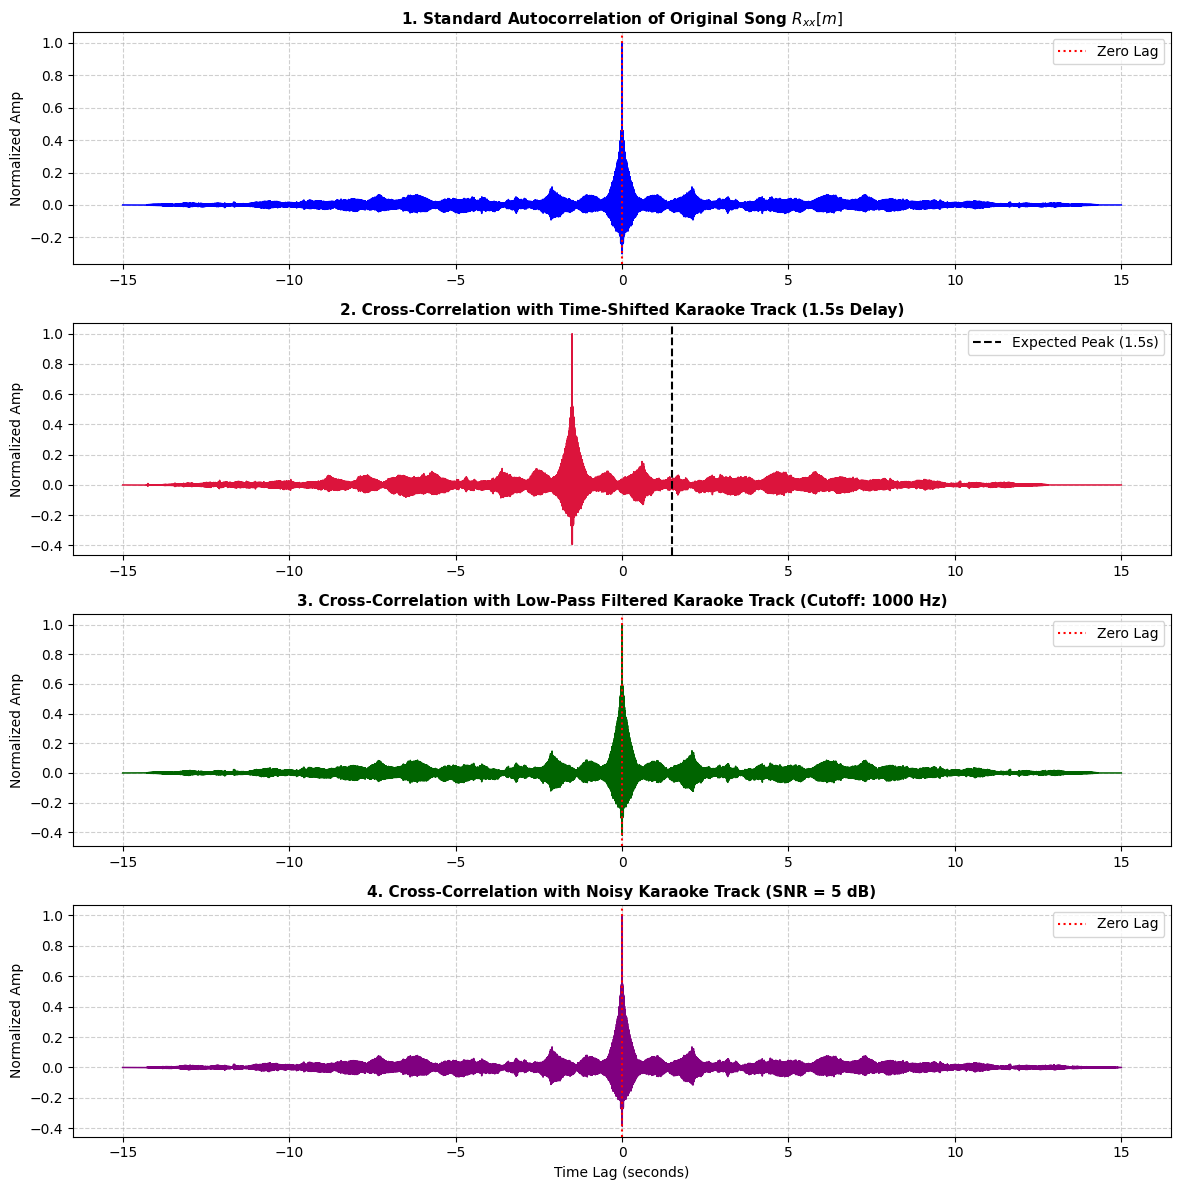 1. Standard Autocorrelation of Original Song $R_{xx}[m]$
Normalized Amp
1.0
0.8
0.6
0.4
0.2
0.0
−0.2
Zero Lag
−15 −10 −5 0 5 10 15
2. Cross-Correlation with Time-Shifted Karaoke Track (1.5s Delay)
Normalized Amp
1.0
0.8
0.6
0.4
0.2
0.0
−0.2
−0.4
Expected Peak (1.5s)
−15 −10 −5 0 5 10 15
3. Cross-Correlation with Low-Pass Filtered Karaoke Track (Cutoff: 1000 Hz)
Normalized Amp
1.0
0.8
0.6
0.4
0.2
0.0
−0.2
−0.4
Zero Lag
−15 −10 −5 0 5 10 15
4. Cross-Correlation with Noisy Karaoke Track (SNR = 5 dB)
Normalized Amp
1.0
0.8
0.6
0.4
0.2
0.0
−0.2
−0.4
Zero Lag
−15 −10 −5 0 5 10 15
Time Lag (seconds)